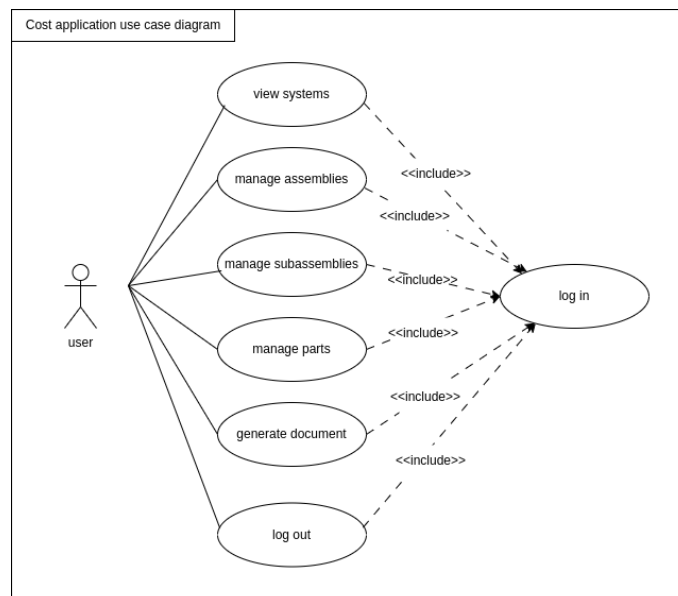 Cost application use case diagram
view systems
<<include>>
manage assemblies
<<include>>
manage subassemblies
<<include>>
log in
user
manage parts
<<include>>
generate document
<<include>>
log out
<<include>>